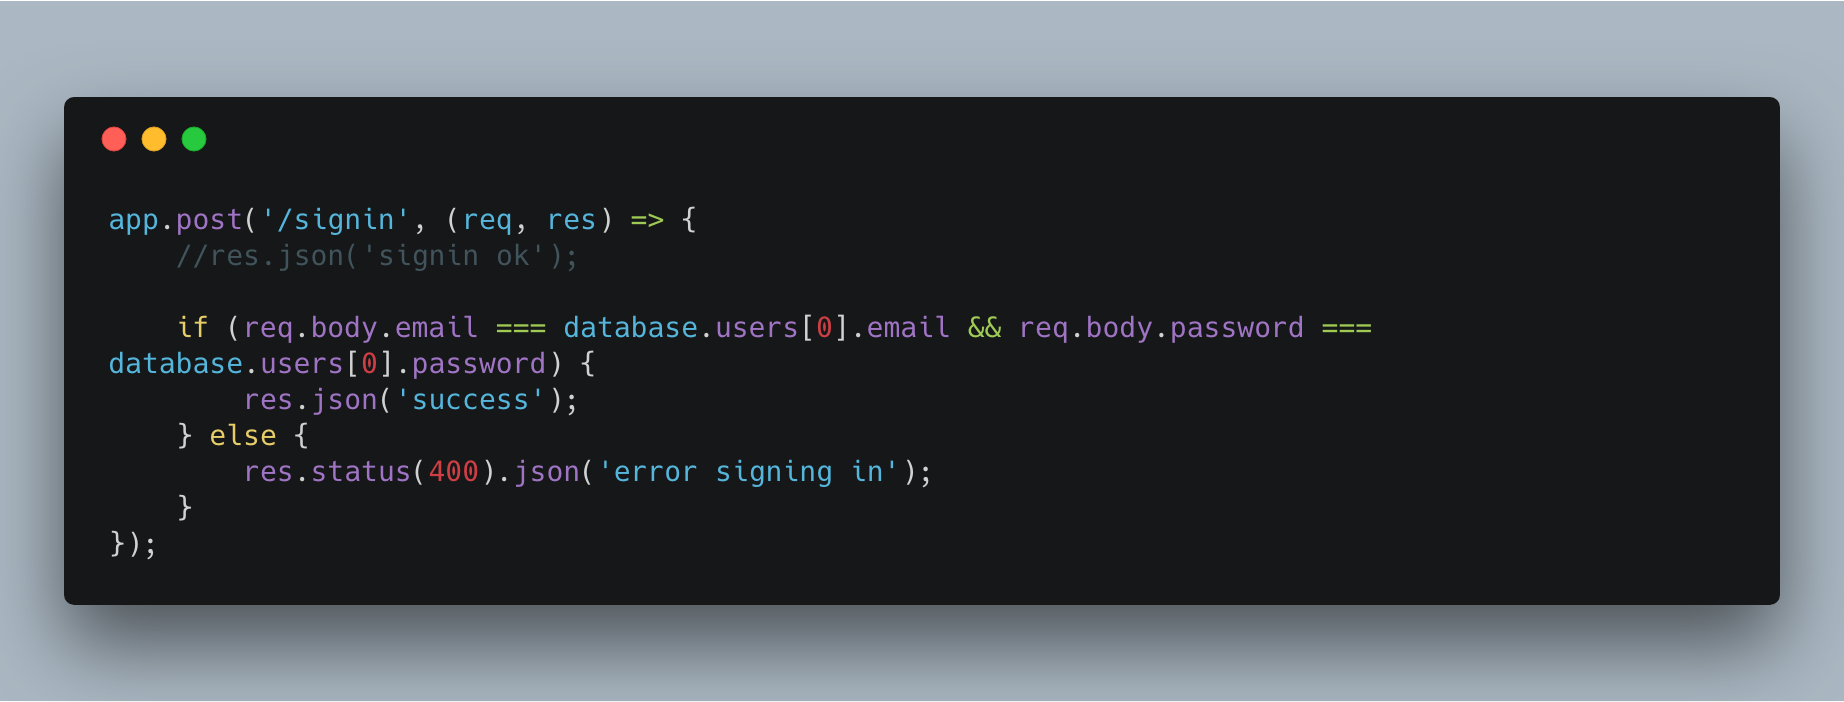 app.post('/signin', (req, res) => {
    //res.json('signin ok');

    if (req.body.email === database.users[0].email && req.body.password ===
database.users[0].password) {
        res.json('success');
    } else {
        res.status(400).json('error signing in');
    }
});